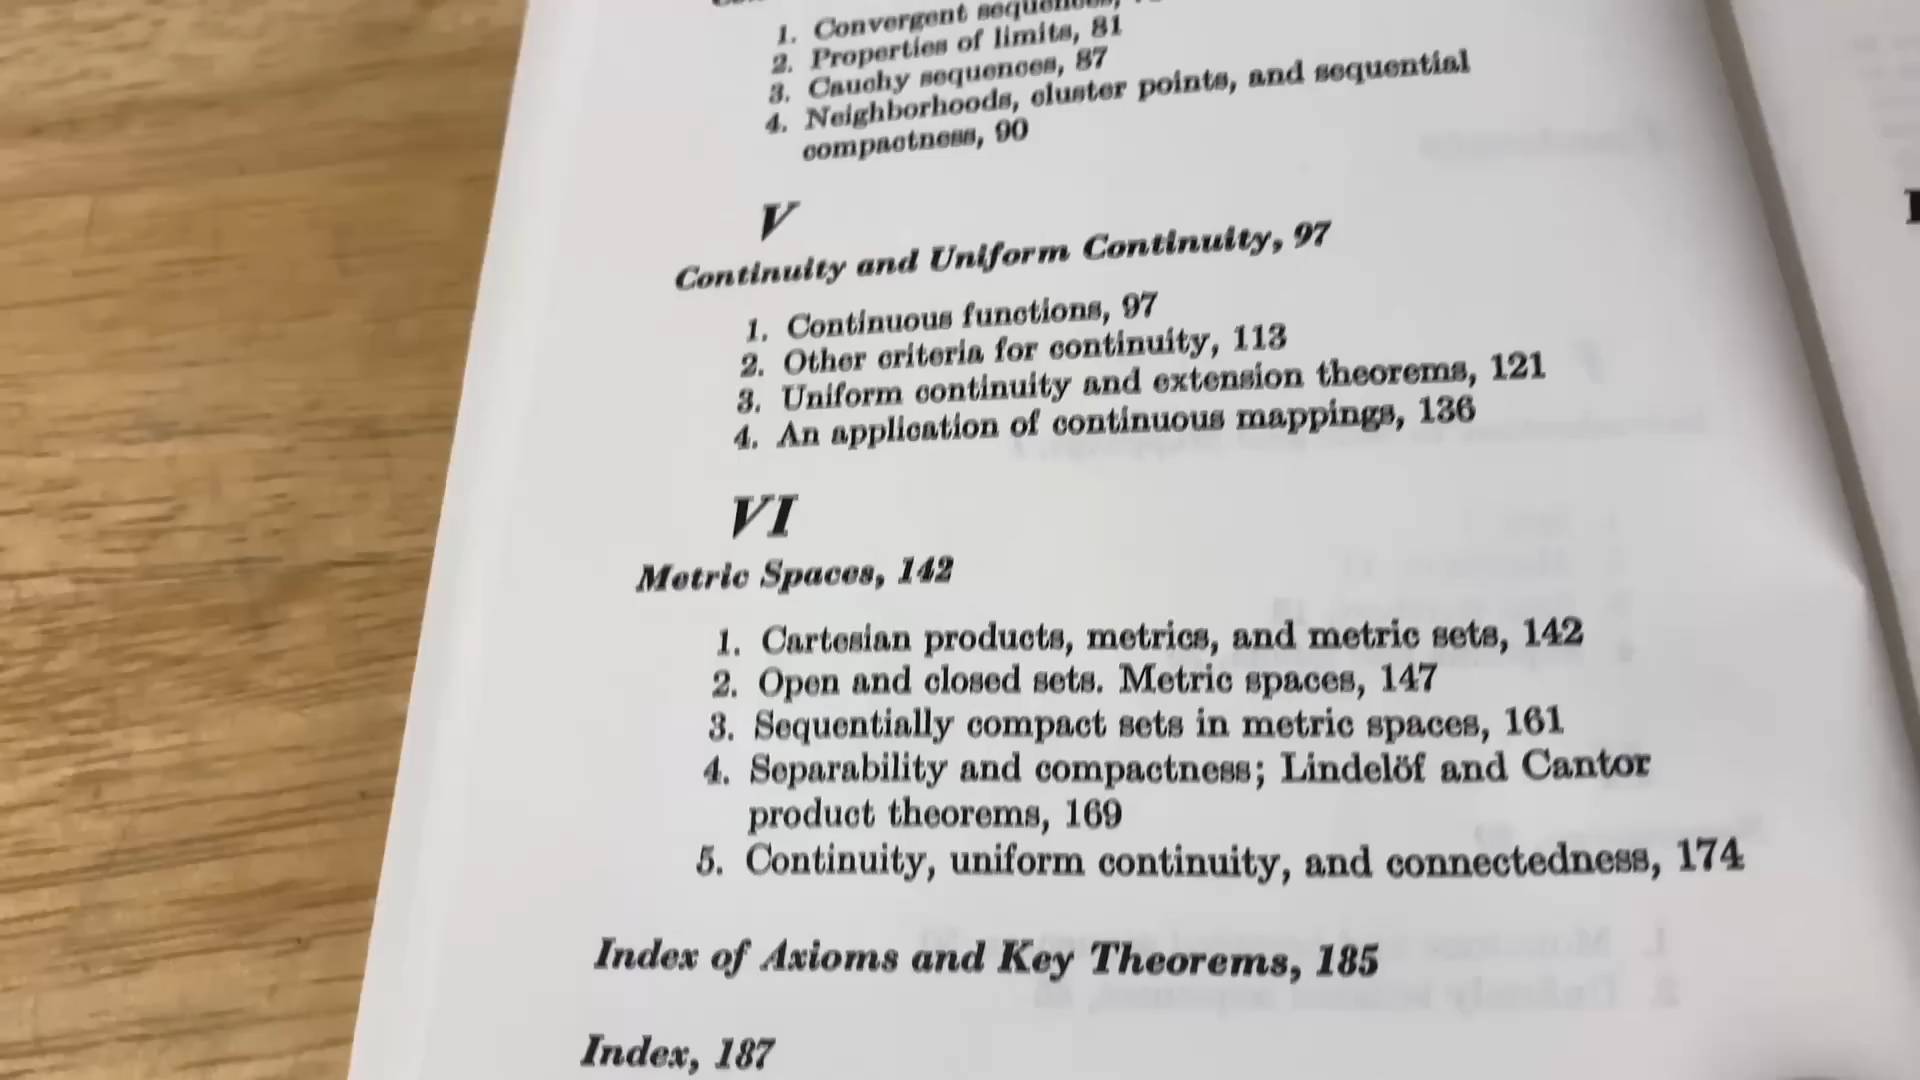 1. Convergent sequences,
2. Properties of limits, 81
3. Cauchy sequences, 87
4. Neighborhoods, cluster points, and sequential
compactness, 90
V
Continuity and Uniform Continuity, 97
1. Continuous functions, 97
2. Other criteria for continuity, 113
3. Uniform continuity and extension theorems, 121
4. An application of continuous mappings, 136
VI
Metric Spaces, 142
1. Cartesian products, metrics, and metric sets, 142
2. Open and closed sets. Metric spaces, 147
3. Sequentially compact sets in metric spaces, 161
4. Separability and compactness; Lindelöf and Cantor
product theorems, 169
5. Continuity, uniform continuity, and connectedness, 174
Index of Axioms and Key Theorems, 185
Index, 187